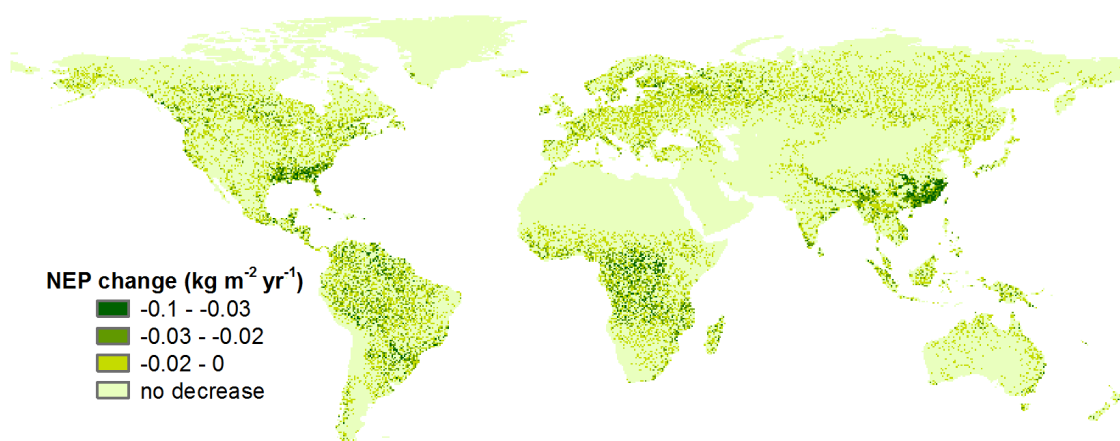 NEP change (kg m⁻² yr⁻¹)
-0.1 - -0.03
-0.03 - -0.02
-0.02 - 0
no decrease